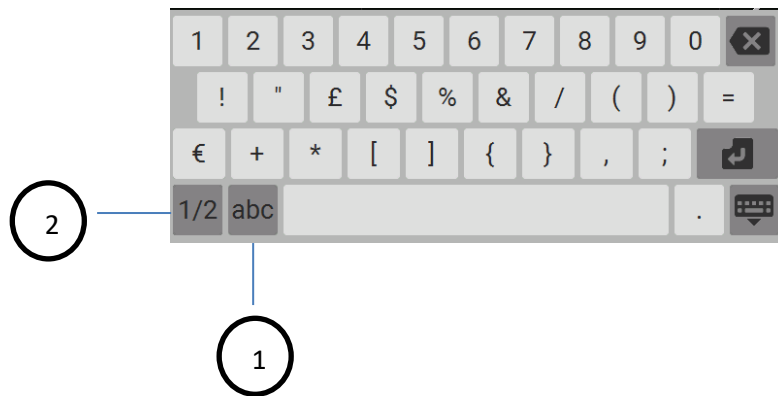 1 2 3 4 5 6 7 8 9 0
! " £ $ % & / ( ) =
€ + * [ ] { } , ;
1/2 abc .
2
1